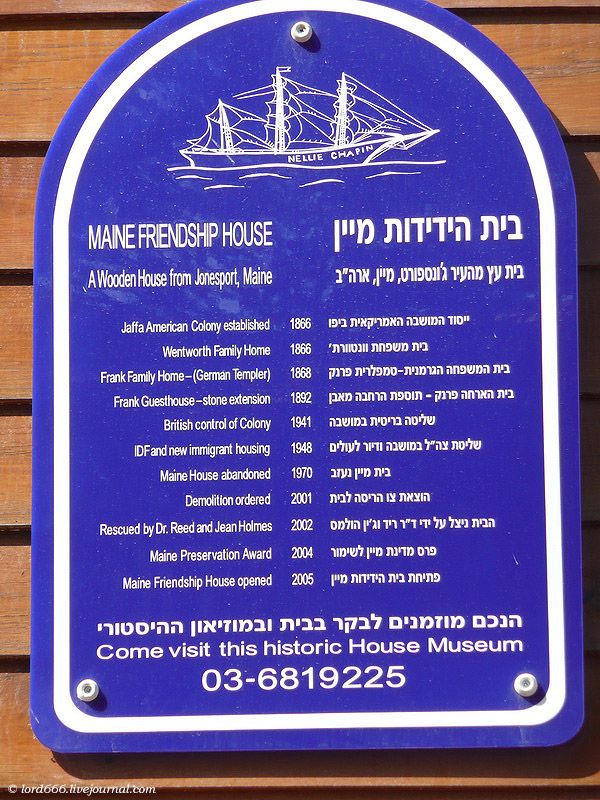 NELLIE CHAPIN
MAINE FRIENDSHIP HOUSE בית הידידות מיין
A Wooden House from Jonesport, Maine בית עץ מהעיר ג'ונספורט, מיין, ארה"ב
Jaffa American Colony established 1866 ייסוד המושבה האמריקאית ביפו
Wentworth Family Home 1866 בית משפחת וונטוורת'
Frank Family Home – (German Templer) 1868 בית המשפחה הגרמנית-טמפלרית פרנק
Frank Guesthouse – stone extension 1892 בית הארחה פרנק - תוספת הרחבה מאבן
British control of Colony 1941 שליטה בריטית במושבה
IDF and new immigrant housing 1948 שליטת צה"ל במושבה ודיור לעולים
Maine House abandoned 1970 בית מיין נעזב
Demolition ordered 2001 הוצאת צו הריסה לבית
Rescued by Dr. Reed and Jean Holmes 2002 הבית ניצל על ידי ד"ר ריד וג'ין הולמס
Maine Preservation Award 2004 פרס מדינת מיין לשימור
Maine Friendship House opened 2005 פתיחת בית הידידות מיין
הנכם מוזמנים לבקר בבית ובמוזיאון ההיסטורי
Come visit this historic House Museum
03-6819225
© lord666.livejournal.com